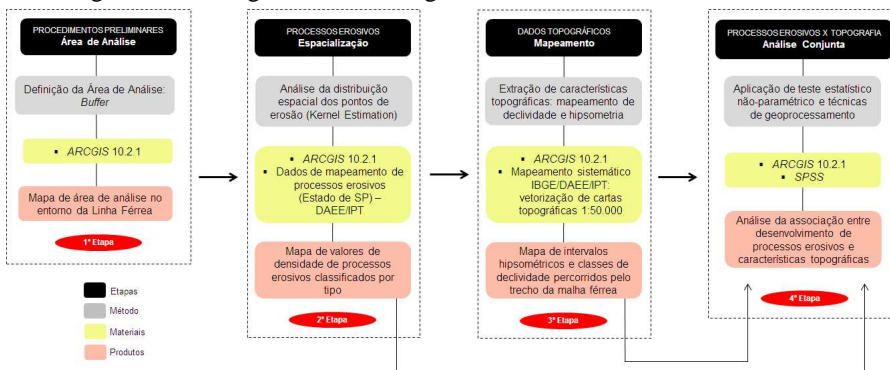 PROCEDIMENTOS PRELIMINARES
Área de Análise
Definição da Área de Análise:
Buffer
▪ ARCGIS 10.2.1
Mapa de área de análise no
entorno da Linha Férrea
1ª Etapa
PROCESSOS EROSIVOS
Espacialização
Análise da distribuição
espacial dos pontos de
erosão (Kernel Estimation)
▪ ARCGIS 10.2.1
▪ Dados de mapeamento de
processos erosivos
(Estado de SP) –
DAEE/IPT
Mapa de valores de
densidade de processos
erosivos classificados por
tipo
2ª Etapa
DADOS TOPOGRÁFICOS
Mapeamento
Extração de características
topográficas: mapeamento de
declividade e hipsometria
▪ ARCGIS 10.2.1
▪ Mapeamento sistemático
IBGE/DAEE/IPT:
vetorização de cartas
topográficas 1:50.000
Mapa de intervalos
hipsométricos e classes de
declividade percorridos pelo
trecho da malha férrea
3ª Etapa
PROCESSOS EROSIVOS X TOPOGRAFIA
Análise Conjunta
Aplicação de teste estatístico
não-paramétrico e técnicas
de geoprocessamento
▪ ARCGIS 10.2.1
▪ SPSS
Análise da associação entre
desenvolvimento de
processos erosivos e
características topográficas
4ª Etapa
Etapas
Método
Materiais
Produtos